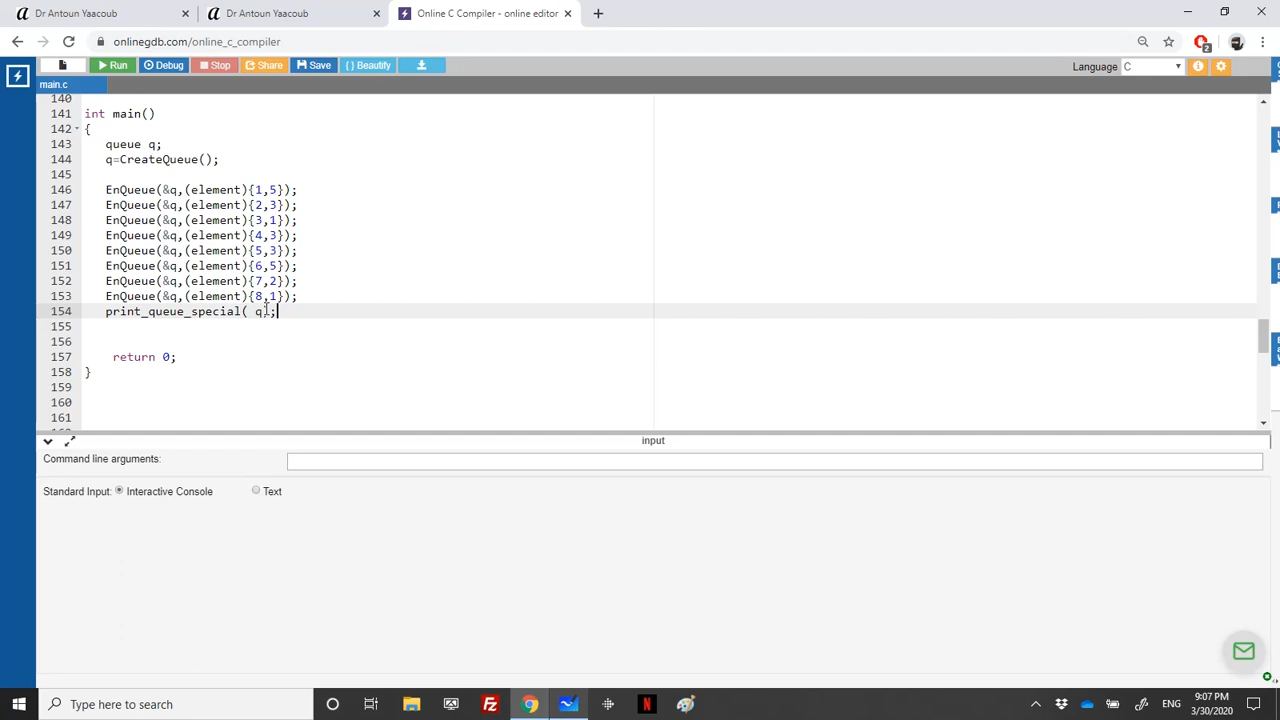 Dr Antoun Yaacoub
Dr Antoun Yaacoub
Online C Compiler - online editor
onlinegdb.com/online_c_compiler
2
Run
Debug
Stop
Share
Save
{ } Beautify
Language C
main.c
140
141 int main()
142 {
143 queue q;
144 q=CreateQueue();
145
146 EnQueue(&q,(element){1,5});
147 EnQueue(&q,(element){2,3});
148 EnQueue(&q,(element){3,1});
149 EnQueue(&q,(element){4,3});
150 EnQueue(&q,(element){5,3});
151 EnQueue(&q,(element){6,5});
152 EnQueue(&q,(element){7,2});
153 EnQueue(&q,(element){8,1});
154 print_queue_special( q);
155
156
157 return 0;
158 }
159
160
161
input
Command line arguments:
Standard Input: Interactive Console Text
Type here to search
ENG
9:07 PM
3/30/2020